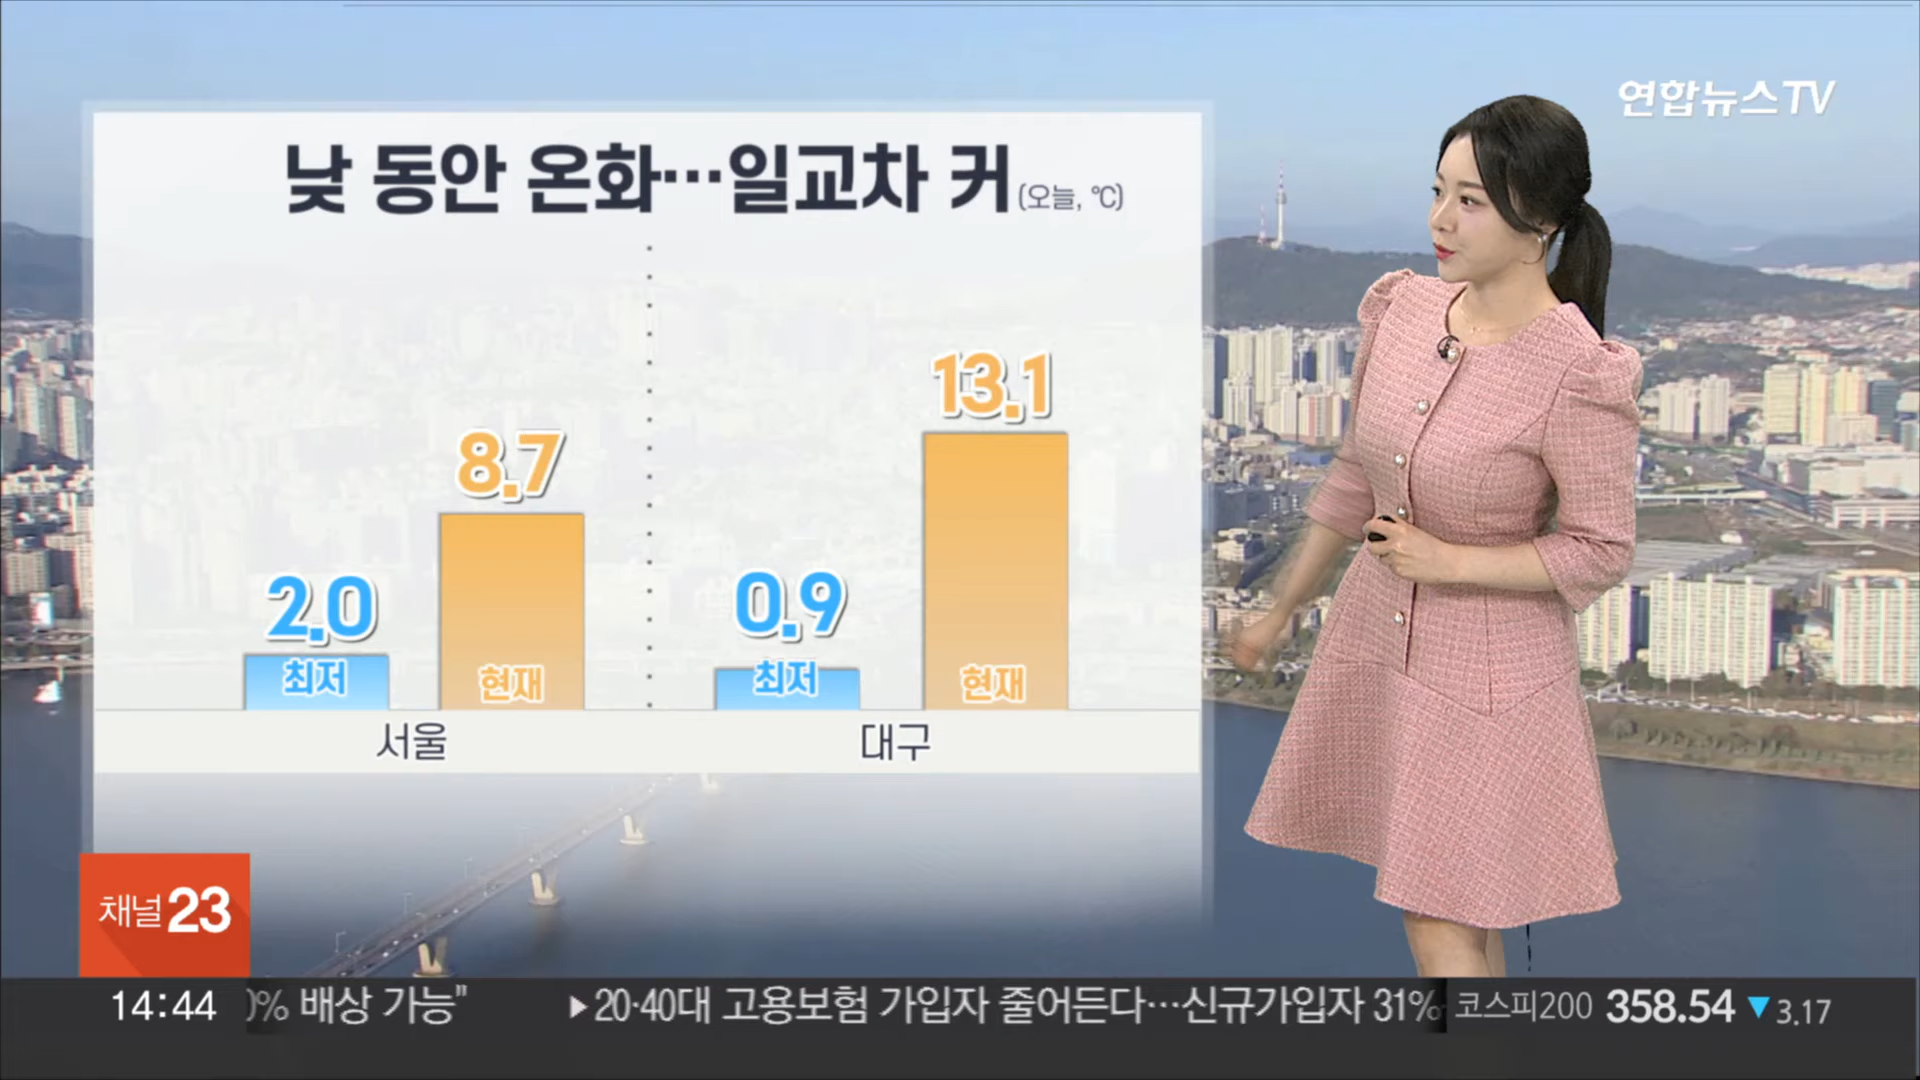 연합뉴스TV
낮 동안 온화…일교차 커 (오늘, ℃)
2.0 8.7 0.9 13.1
최저 현재 최저 현재
서울 대구
채널 23
14:44 0% 배상 가능" ▶20·40대 고용보험 가입자 줄어든다…신규가입자 31% 코스피200 358.54 ▼3.17